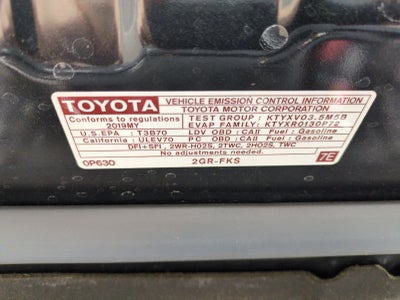 TOYOTA
VEHICLE EMISSION CONTROL INFORMATION
TOYOTA MOTOR CORPORATION
Conforms to regulations
2019MY
TEST GROUP : KTYXV03.5M5B
EVAP FAMILY: KTYXR0130P72
U.S.EPA : T3B70 LDV OBD :CAII Fuel : Gasoline
California : ULEV70 PC OBD :CAII Fuel : Gasoline
DFI+SFI , 2WR-HO2S, 2TWC, 2HO2S, TWC
No adjustments needed.
0P630 2GR-FKS 7E